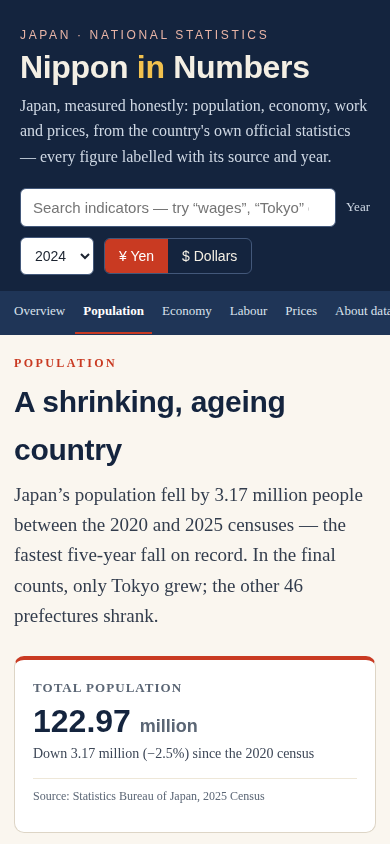 JAPAN · NATIONAL STATISTICS
Nippon in Numbers
Japan, measured honestly: population, economy, work
and prices, from the country's own official statistics
— every figure labelled with its source and year.
Search indicators — try “wages”, “Tokyo”
Year
2024
¥ Yen
$ Dollars
Overview Population Economy Labour Prices About data
POPULATION
A shrinking, ageing
country
Japan’s population fell by 3.17 million people
between the 2020 and 2025 censuses — the
fastest five-year fall on record. In the final
counts, only Tokyo grew; the other 46
prefectures shrank.
TOTAL POPULATION
122.97 million
Down 3.17 million (−2.5%) since the 2020 census
Source: Statistics Bureau of Japan, 2025 Census